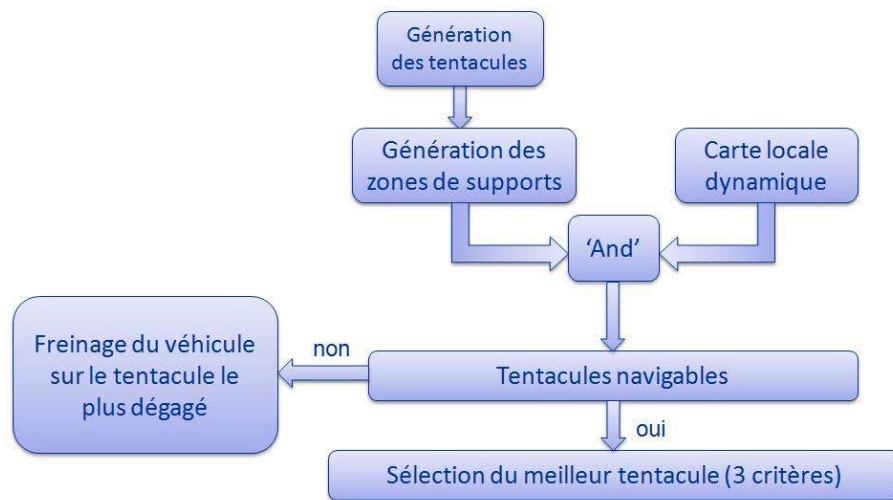 Génération
des tentacules
Génération des
zones de supports
Carte locale
dynamique
‘And’
Freinage du véhicule
sur le tentacule le
plus dégagé
non
Tentacules navigables
oui
Sélection du meilleur tentacule (3 critères)